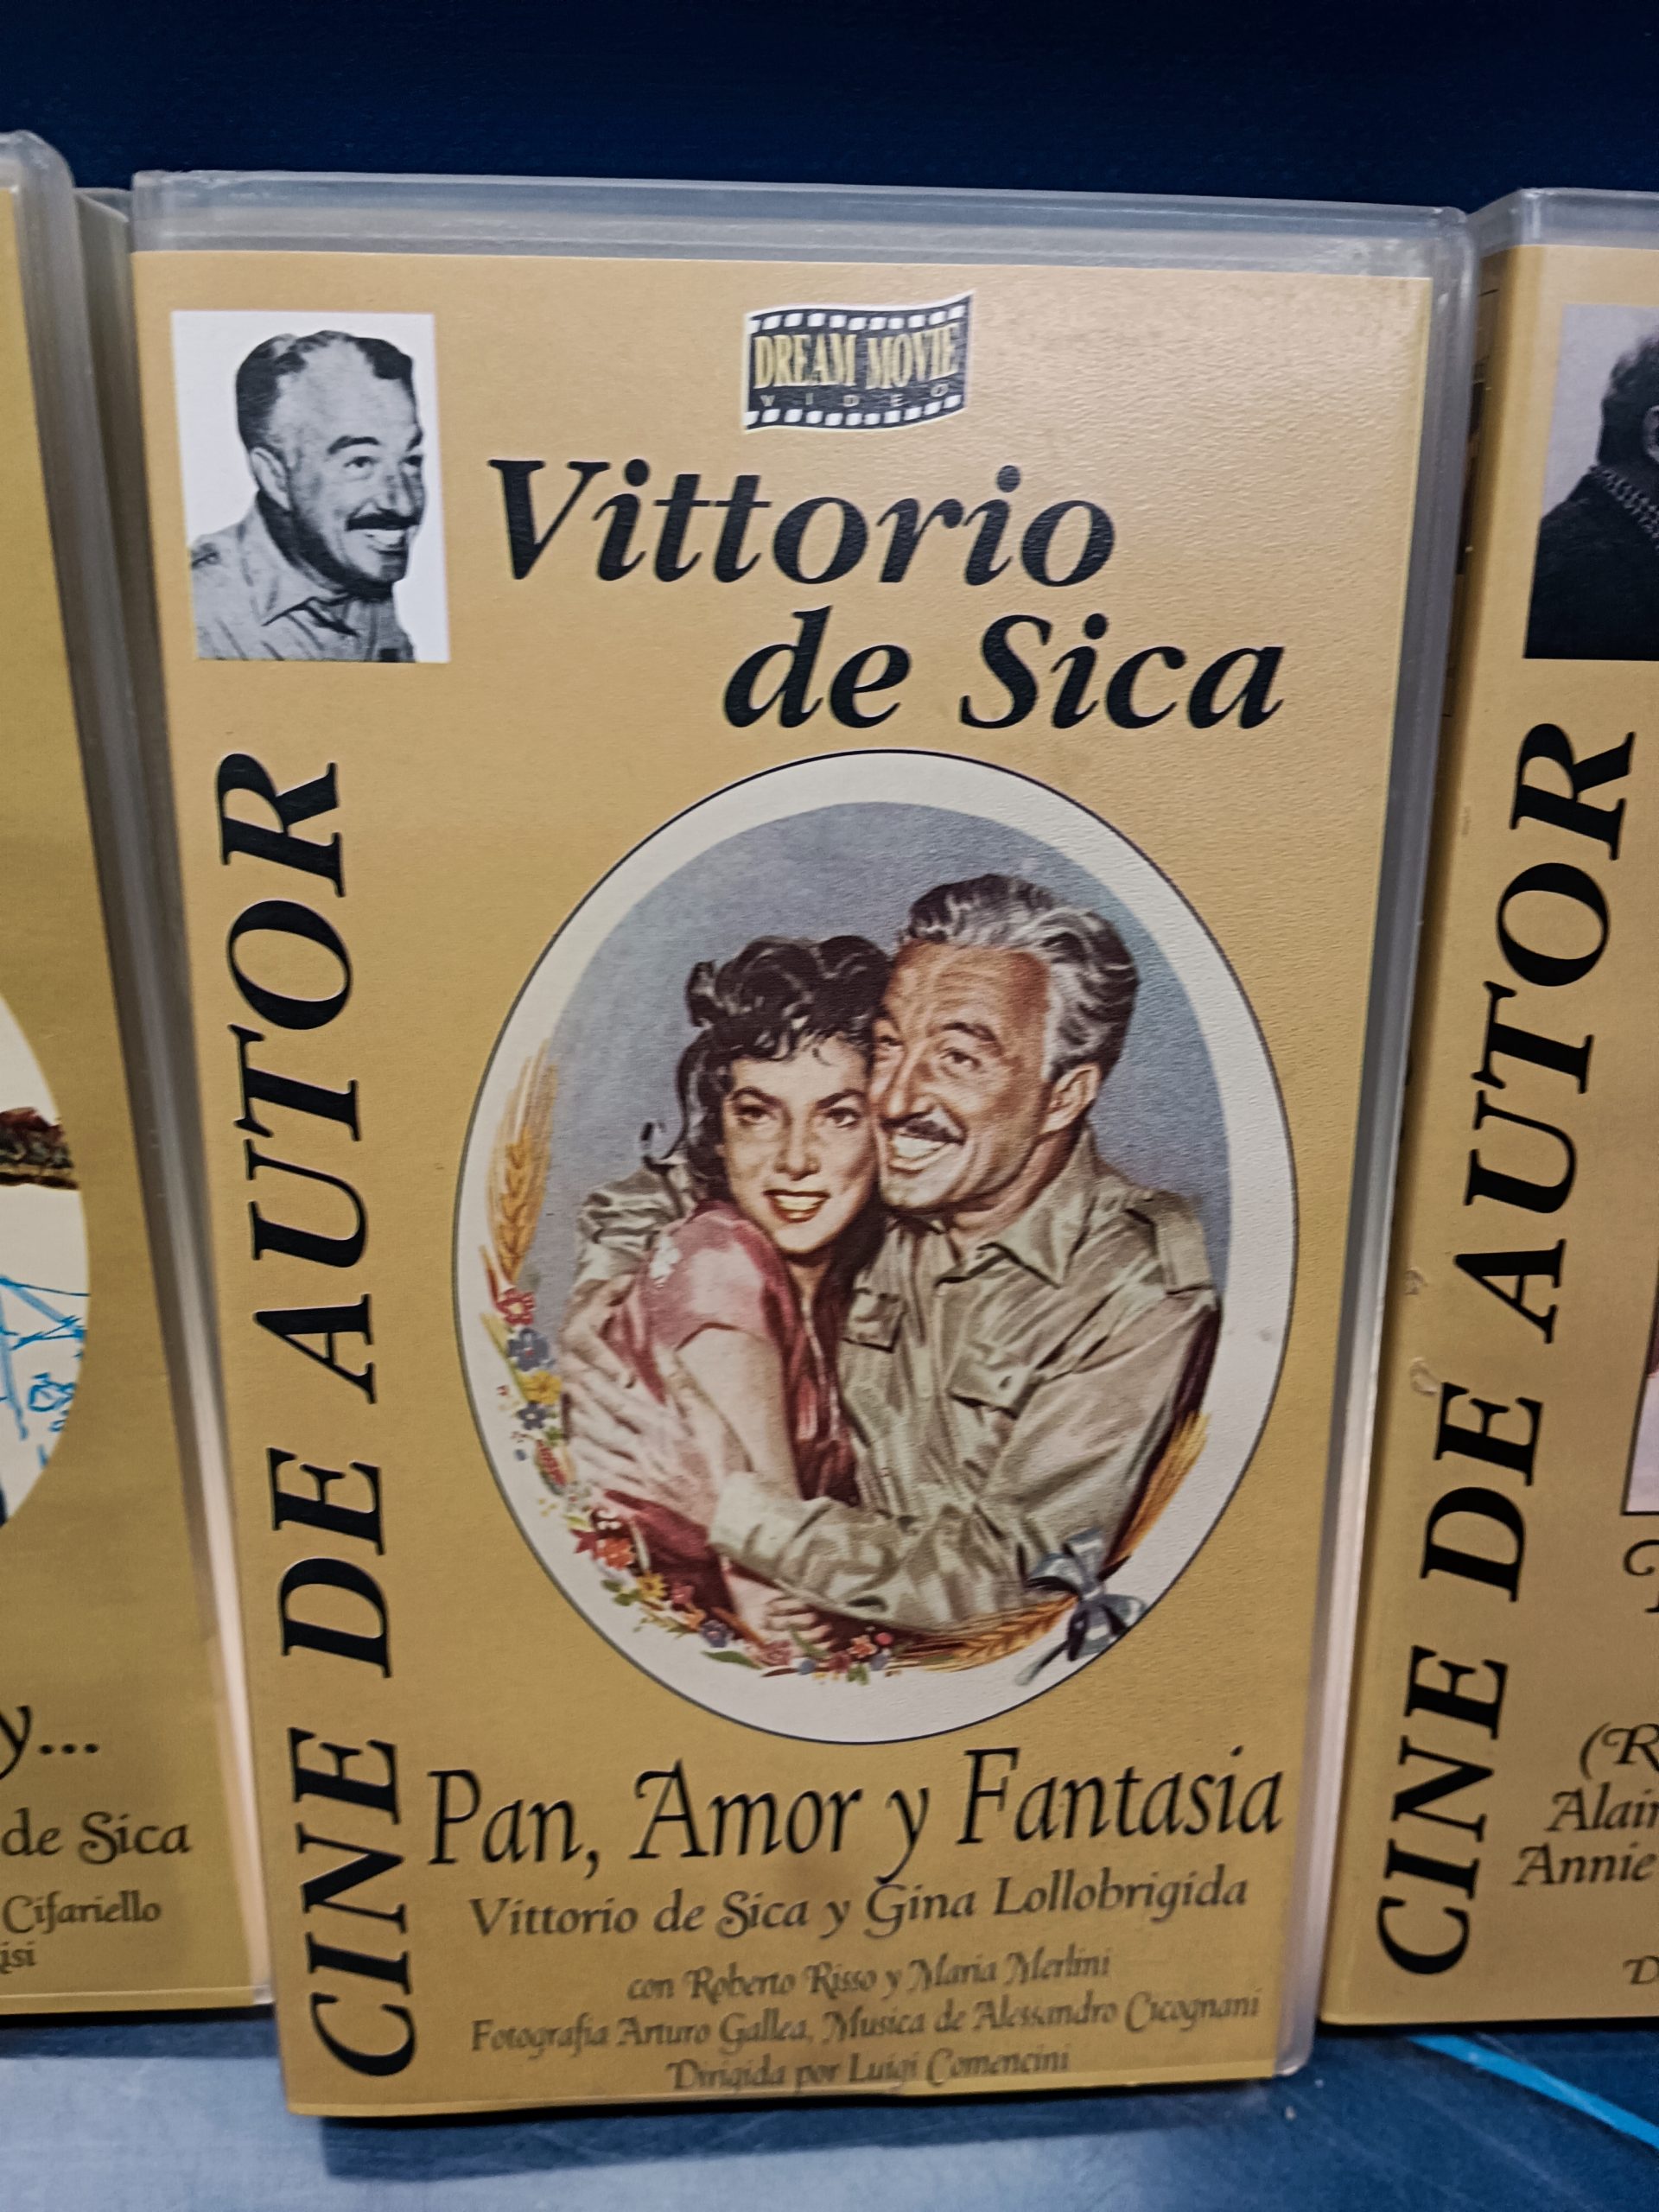 DREAM MOVIE
VIDEO
Vittorio
de Sica
CINE DE AUTOR
Pan, Amor y Fantasia
Vittorio de Sica y Gina Lollobrigida
con Roberto Risso y Maria Merlini
Fotografia Arturo Gallea, Musica de Alessandro Cicognani
Dirigida por Luigi Comencini
y...
de Sica
Cifariello
CINE DE AUTOR
Annie